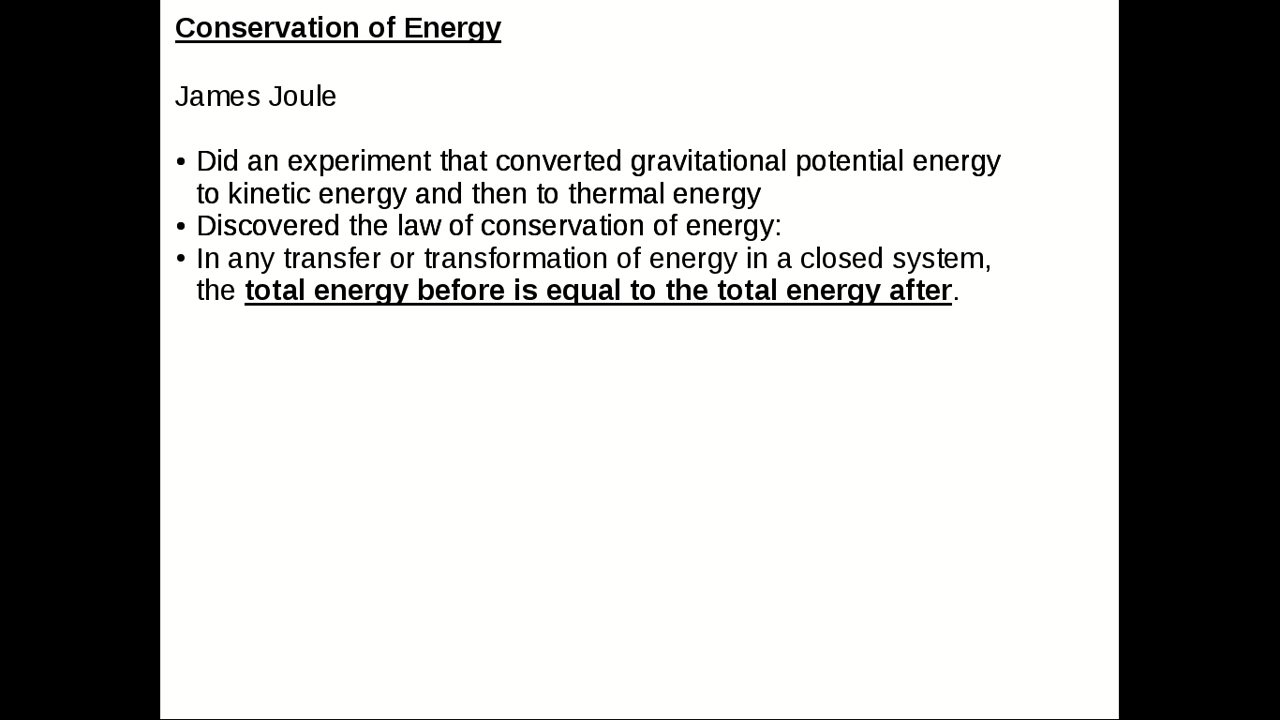 Conservation of Energy
James Joule
• Did an experiment that converted gravitational potential energy
to kinetic energy and then to thermal energy
• Discovered the law of conservation of energy:
• In any transfer or transformation of energy in a closed system,
the total energy before is equal to the total energy after.